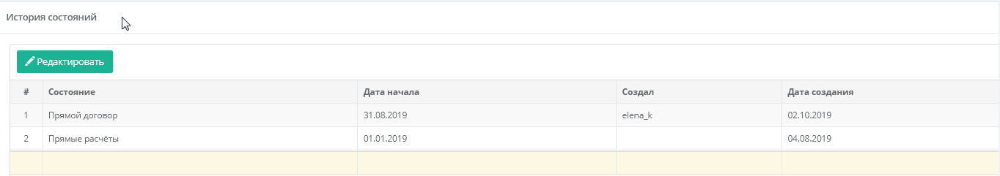 История состояний
Редактировать
# Состояние Дата начала Создал Дата создания
1 Прямой договор 31.08.2019 elena_k 02.10.2019
2 Прямые расчёты 01.01.2019 04.08.2019